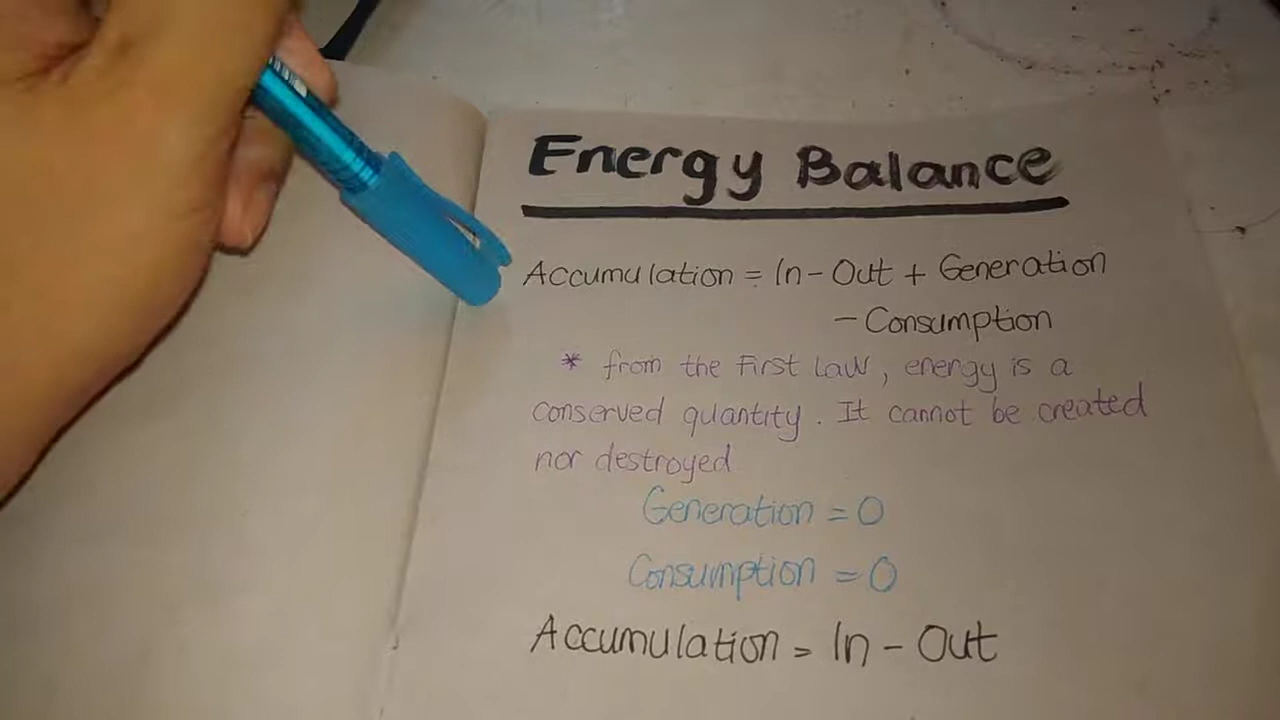 Energy Balance
Accumulation = In - Out + Generation
- Consumption
* from the First Law, energy is a
conserved quantity. It cannot be created
nor destroyed
Generation = 0
Consumption = 0
Accumulation = In - Out